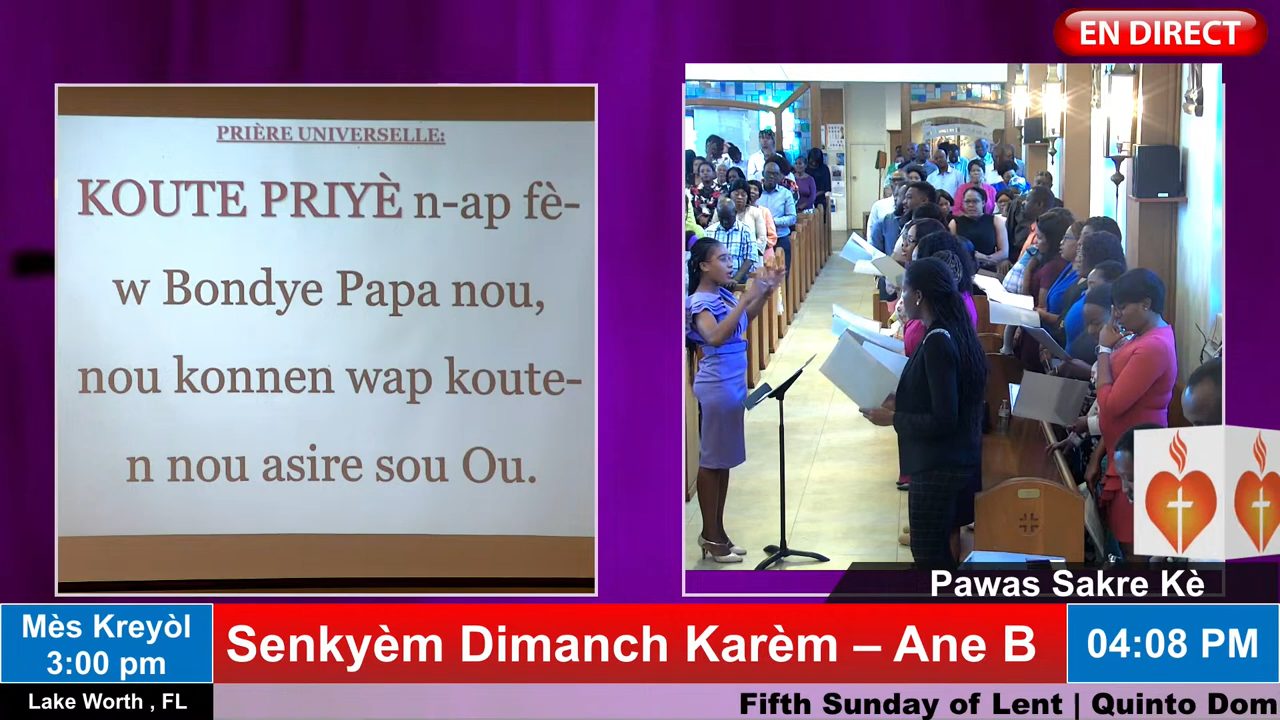 EN DIRECT
PRIÈRE UNIVERSELLE:
KOUTE PRIYÈ n-ap fè-
w Bondye Papa nou,
nou konnen wap koute-
n nou asire sou Ou.
Pawas Sakre Kè
Mès Kreyòl
3:00 pm
Senkyèm Dimanch Karèm – Ane B
04:08 PM
Lake Worth , FL
Fifth Sunday of Lent | Quinto Dom